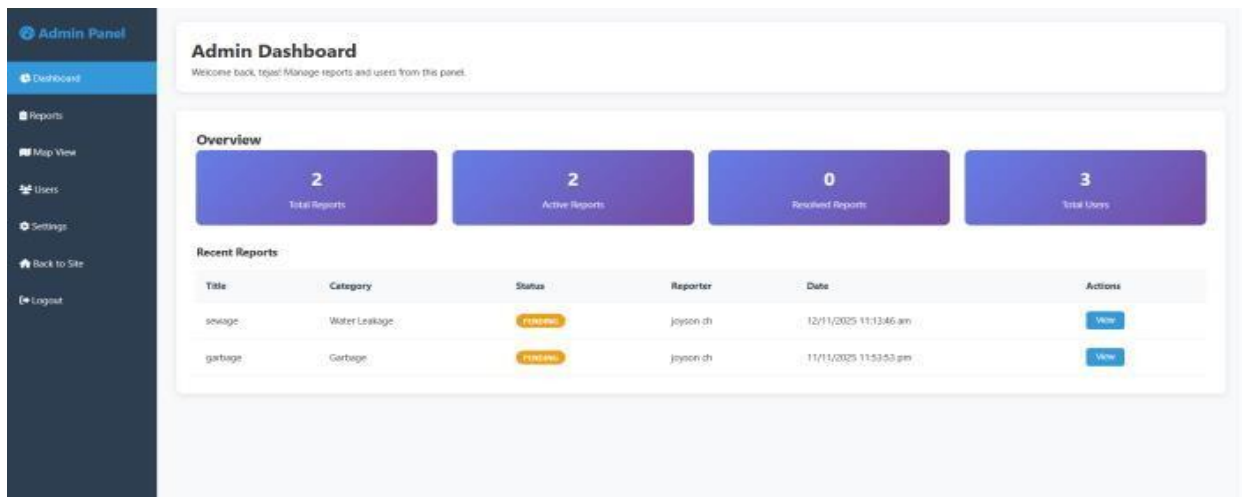 Admin Panel
Dashboard
Reports
Map View
Users
Settings
Back to Site
Logout
Admin Dashboard
Welcome back, tejas! Manage reports and users from this panel.
Overview
2
Total Reports
2
Active Reports
0
Resolved Reports
3
Total Users
Recent Reports
Title Category Status Reporter Date Actions
sewage Water Leakage PENDING joyson ch 12/11/2025 11:13:46 am View
garbage Garbage PENDING joyson ch 11/11/2025 11:53:53 pm View